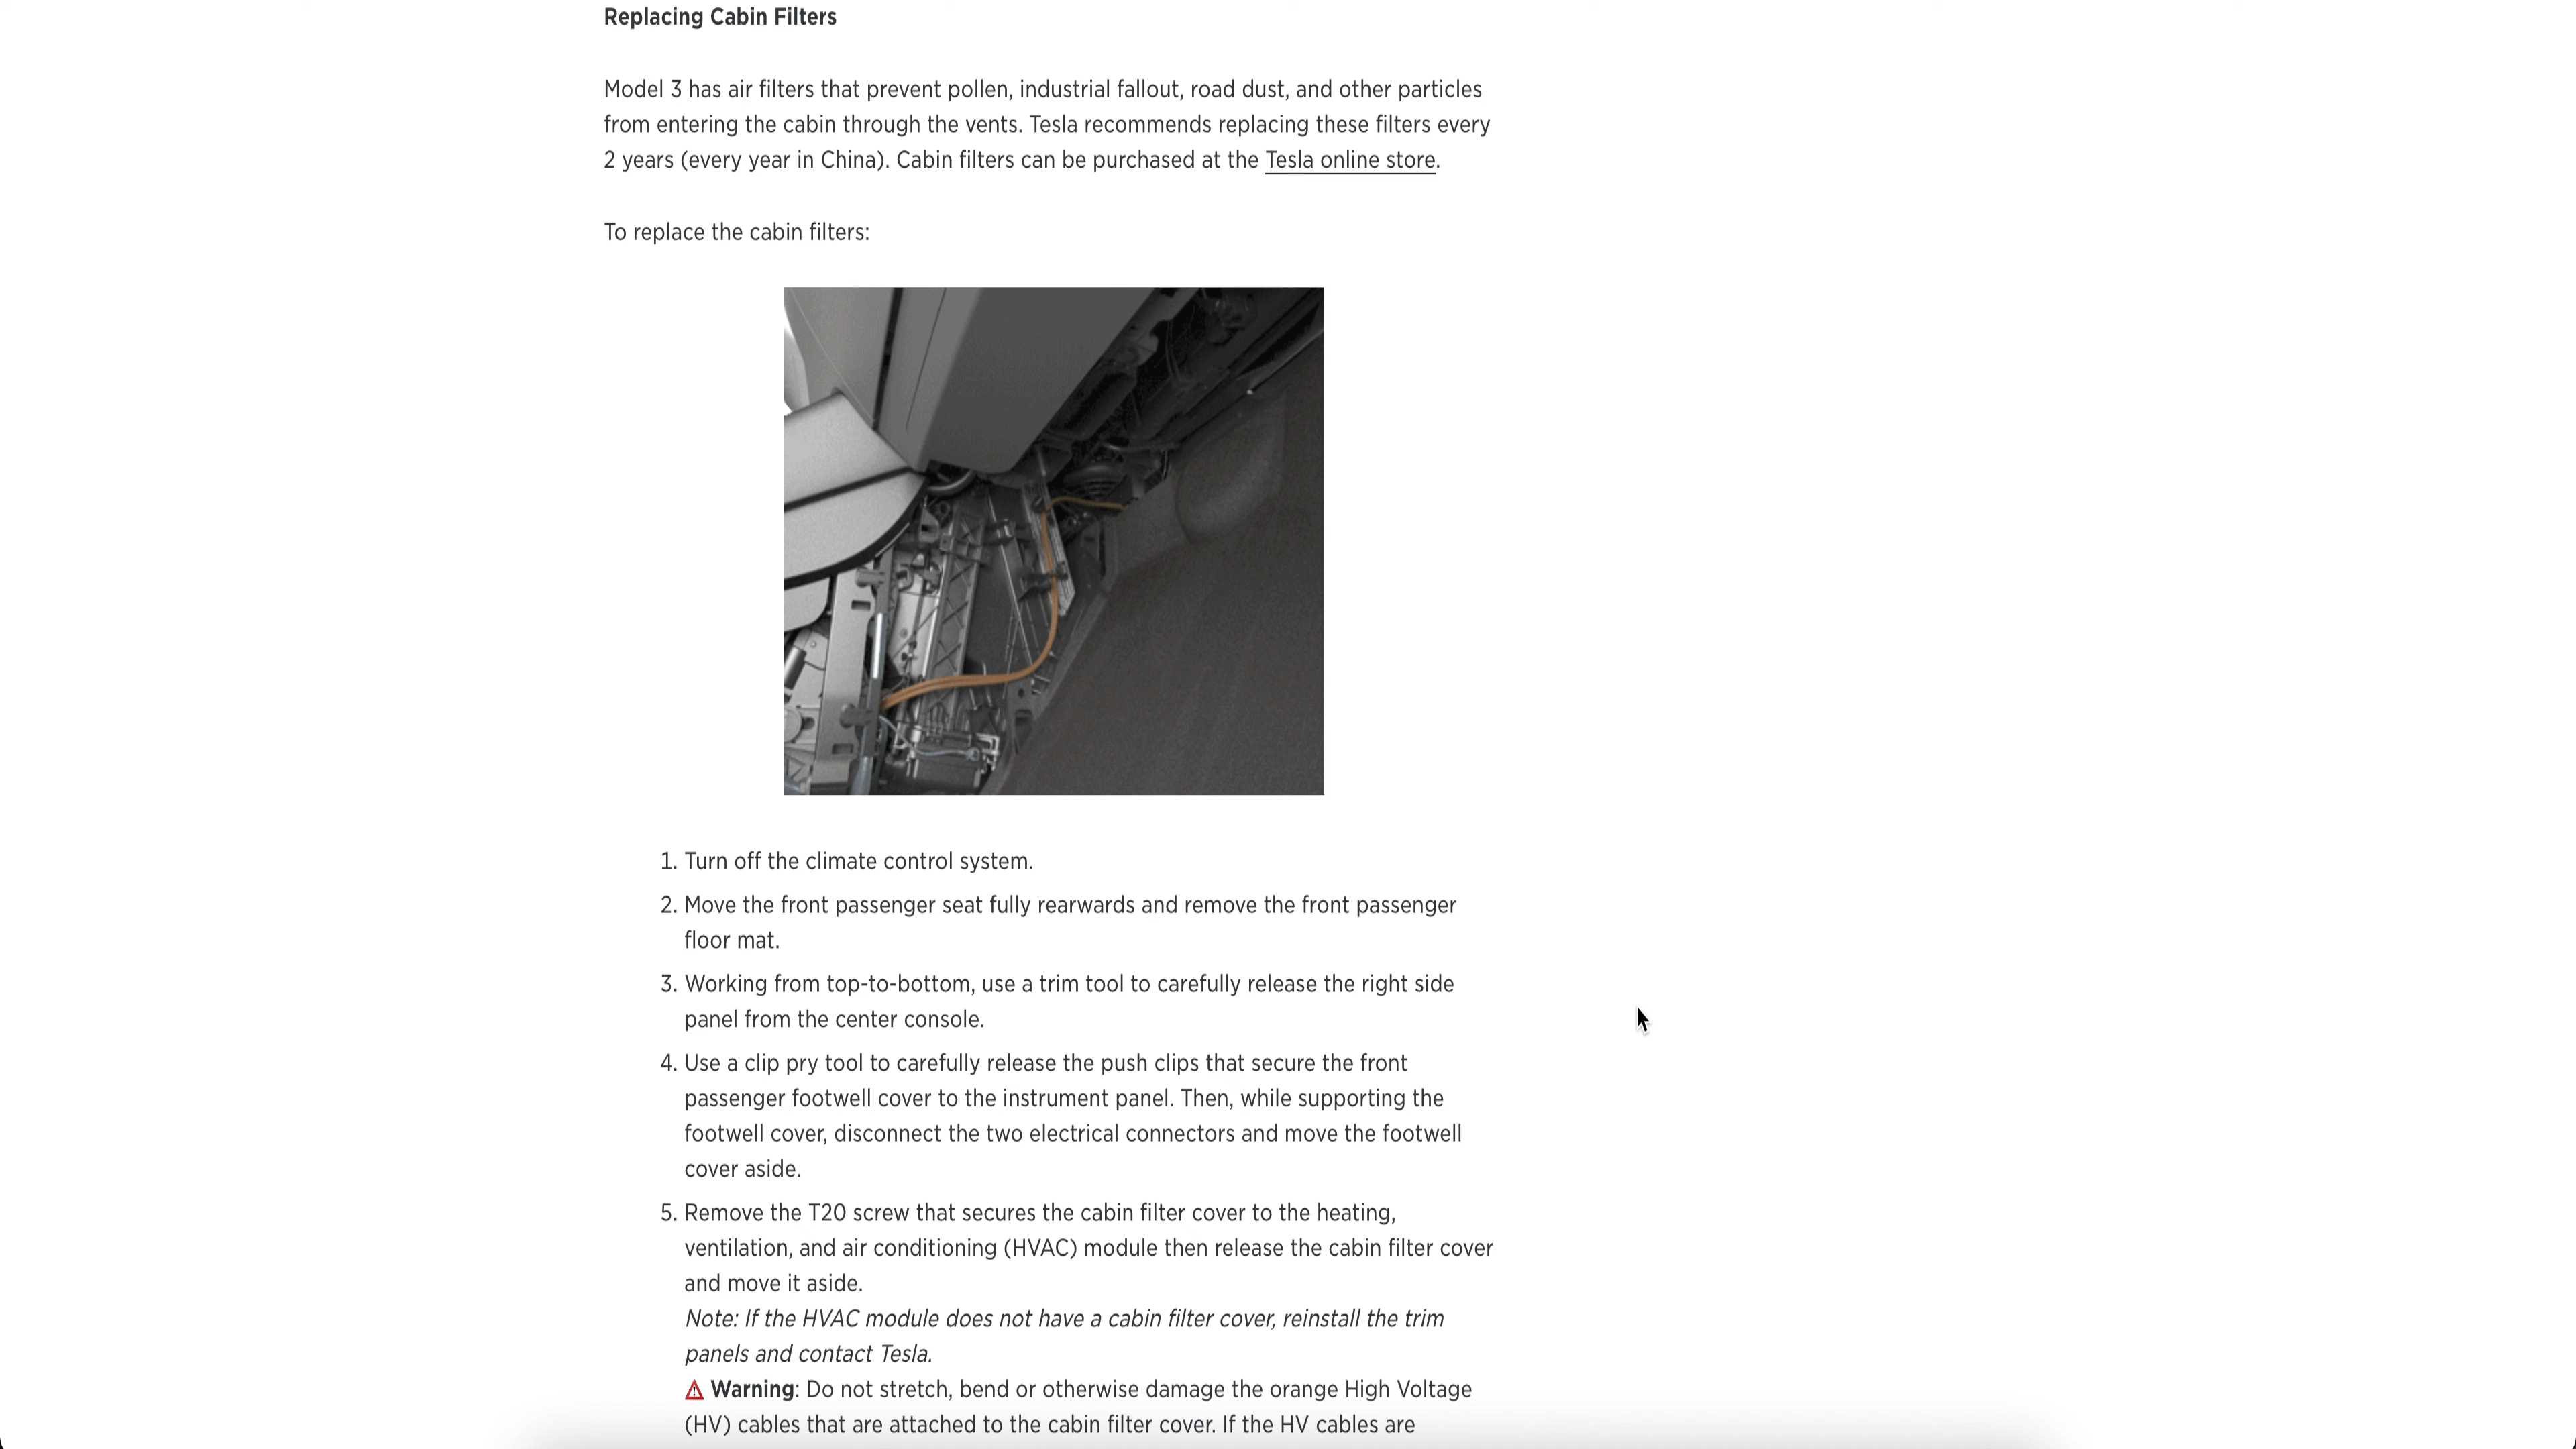 Replacing Cabin Filters
Model 3 has air filters that prevent pollen, industrial fallout, road dust, and other particles
from entering the cabin through the vents. Tesla recommends replacing these filters every
2 years (every year in China). Cabin filters can be purchased at the Tesla online store.
To replace the cabin filters:
1. Turn off the climate control system.
2. Move the front passenger seat fully rearwards and remove the front passenger
floor mat.
3. Working from top-to-bottom, use a trim tool to carefully release the right side
panel from the center console.
4. Use a clip pry tool to carefully release the push clips that secure the front
passenger footwell cover to the instrument panel. Then, while supporting the
footwell cover, disconnect the two electrical connectors and move the footwell
cover aside.
5. Remove the T20 screw that secures the cabin filter cover to the heating,
ventilation, and air conditioning (HVAC) module then release the cabin filter cover
and move it aside.
Note: If the HVAC module does not have a cabin filter cover, reinstall the trim
panels and contact Tesla.
Warning: Do not stretch, bend or otherwise damage the orange High Voltage
(HV) cables that are attached to the cabin filter cover. If the HV cables are